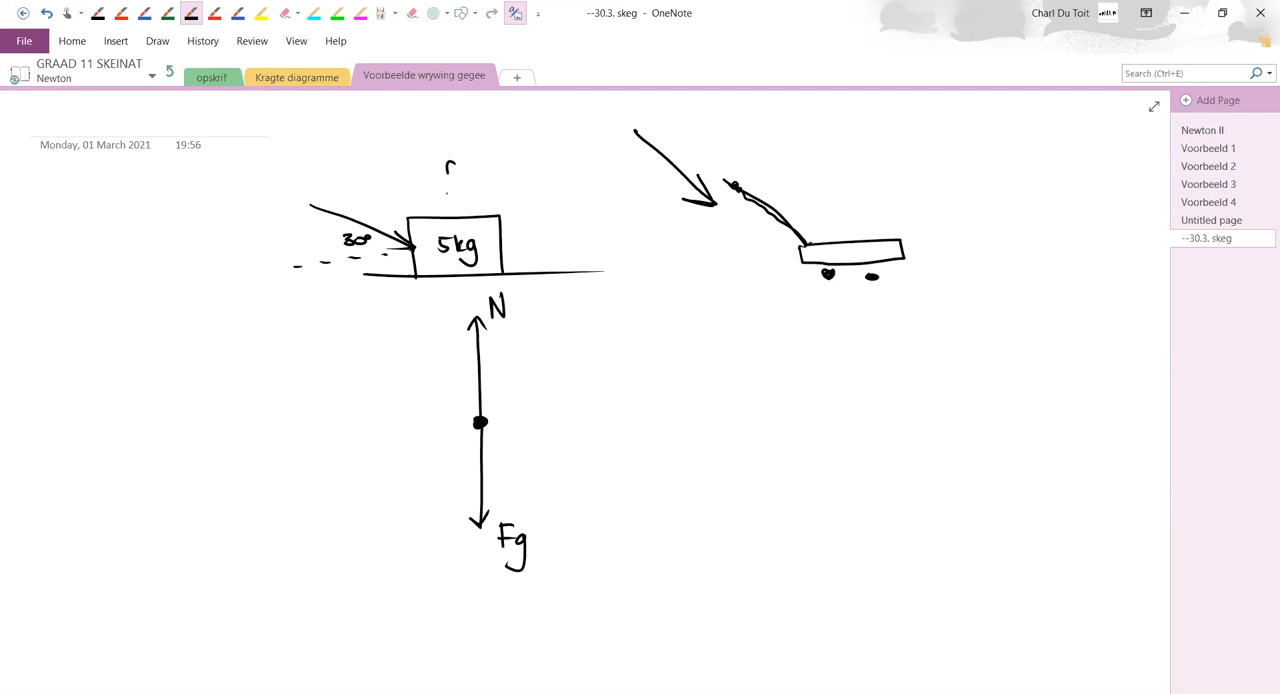 --30.3. skeg - OneNote
Charl Du Toit
File Home Insert Draw History Review View Help
GRAAD 11 SKEINAT
Newton
opskrif
Kragte diagramme
Voorbeelde wrywing gegee
+
Search (Ctrl+E)
Add Page
Newton II
Voorbeeld 1
Voorbeeld 2
Voorbeeld 3
Voorbeeld 4
Untitled page
--30.3. skeg
Monday, 01 March 2021 19:56
30°
5kg
N
Fg